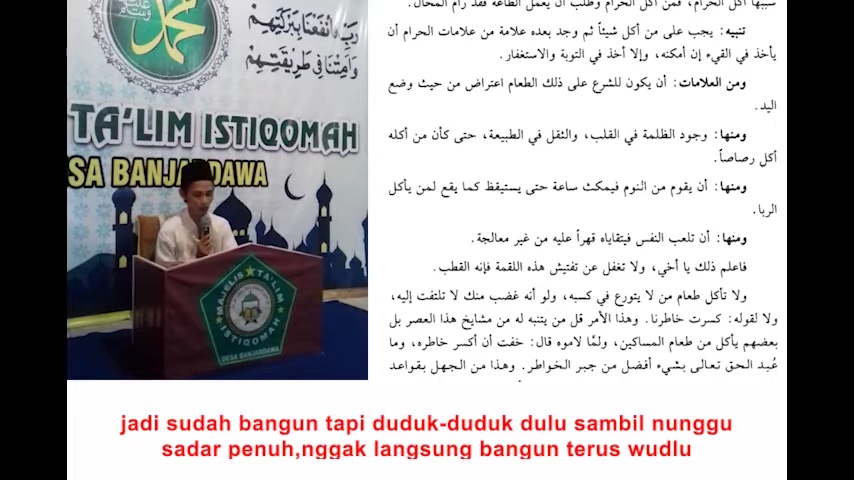 رَبِّ انْفَعْنَا بِبَرَكَتِهِمْ
وَاهْدِنَا فِي طَرِيْقَتِهِمْ
محمد
TA'LIM ISTIQOMAH
SA BANJARDAWA
MAJELIS TA'LIM
ISTIQOMAH
DESA BANJARDAWA
سببها أكل الحرام، فمن أكل الحرام وطلب أن يعمل الطاعة فقد رام المحال.
تنبيه: يجب على من أكل شيئاً ثم وجد بعده علامة من علامات الحرام أن
يأخذ في القيء إن أمكنه، وإلا أخذ في التوبة والاستغفار.
ومن العلامات: أن يكون للشرع على ذلك الطعام اعتراض من حيث وضع
اليد.
ومنها: وجود الظلمة في القلب، والثقل في الطبيعة، حتى كأن من أكله
أكل رصاصاً.
ومنها: أن يقوم من النوم فيمكث ساعة حتى يستيقظ كما يقع لمن يأكل
الربا.
ومنها: أن تلعب النفس فيتقاياه قهراً عليه من غير معالجة.
فاعلم ذلك يا أخي، ولا تغفل عن تفتيش هذه اللقمة فإنه القطب.
ولا تأكل طعام من لا يتورع في كسبه، ولو أنه غضب منك لا تلتفت إليه،
ولا لقوله: كسرت خاطرنا. وهذا الأمر قل من يتنبه له من مشايخ هذا العصر بل
بعضهم يأكل من طعام المساكين، ولمّا لاموه قال: خفت أن أكسر خاطره، وما
عُبد الحق تعالى بشيء أفضل من جبر الخواطر. وهذا من الجهل بقواعد
jadi sudah bangun tapi duduk-duduk dulu sambil nunggu
sadar penuh,nggak langsung bangun terus wudlu